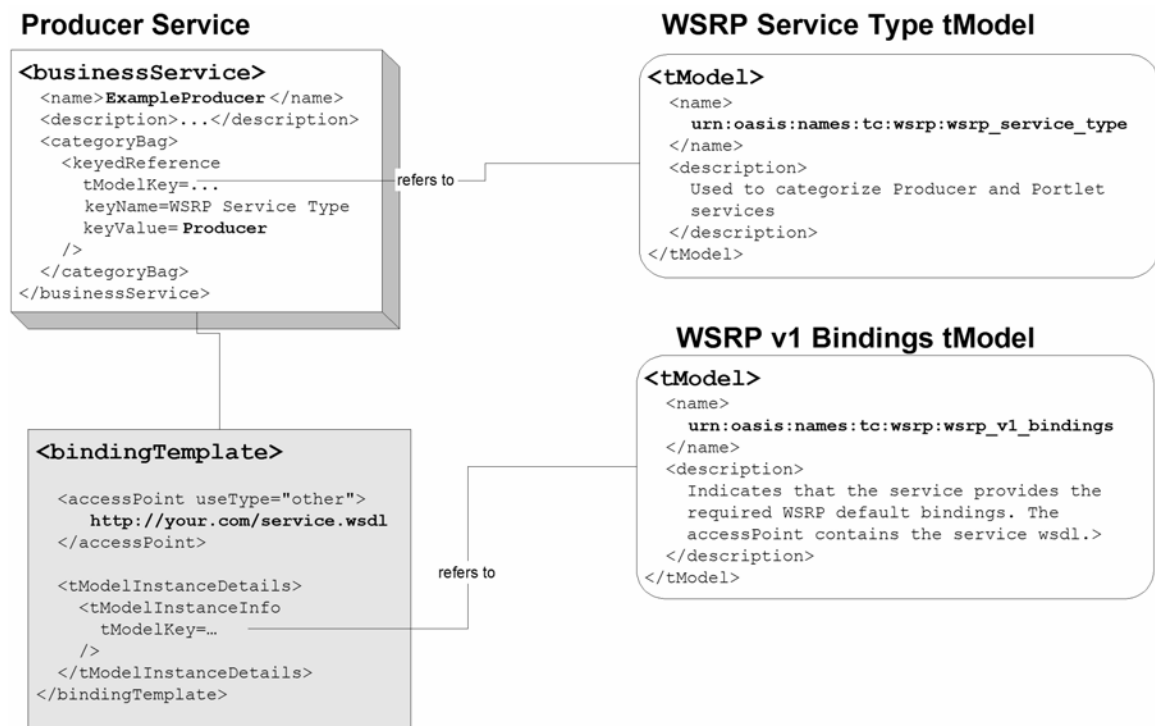 Producer Service
<businessService>
<name>ExampleProducer </name>
<description>...</description>
<categoryBag>
<keyedReference
tModelKey=...
keyName=WSRP Service Type
keyValue= Producer
/>
</categoryBag>
</businessService>
refers to
WSRP Service Type tModel
<tModel>
<name>
urn:oasis:names:tc:wsrp:wsrp_service_type
</name>
<description>
Used to categorize Producer and Portlet
services
</description>
</tModel>
<bindingTemplate>
<accessPoint useType="other">
http://your.com/service.wsdl
</accessPoint>
<tModelInstanceDetails>
<tModelInstanceInfo
tModelKey=…
/>
</tModelInstanceDetails>
</bindingTemplate>
refers to
WSRP v1 Bindings tModel
<tModel>
<name>
urn:oasis:names:tc:wsrp:wsrp_v1_bindings
</name>
<description>
Indicates that the service provides the
required WSRP default bindings. The
accessPoint contains the service wsdl.>
</description>
</tModel>